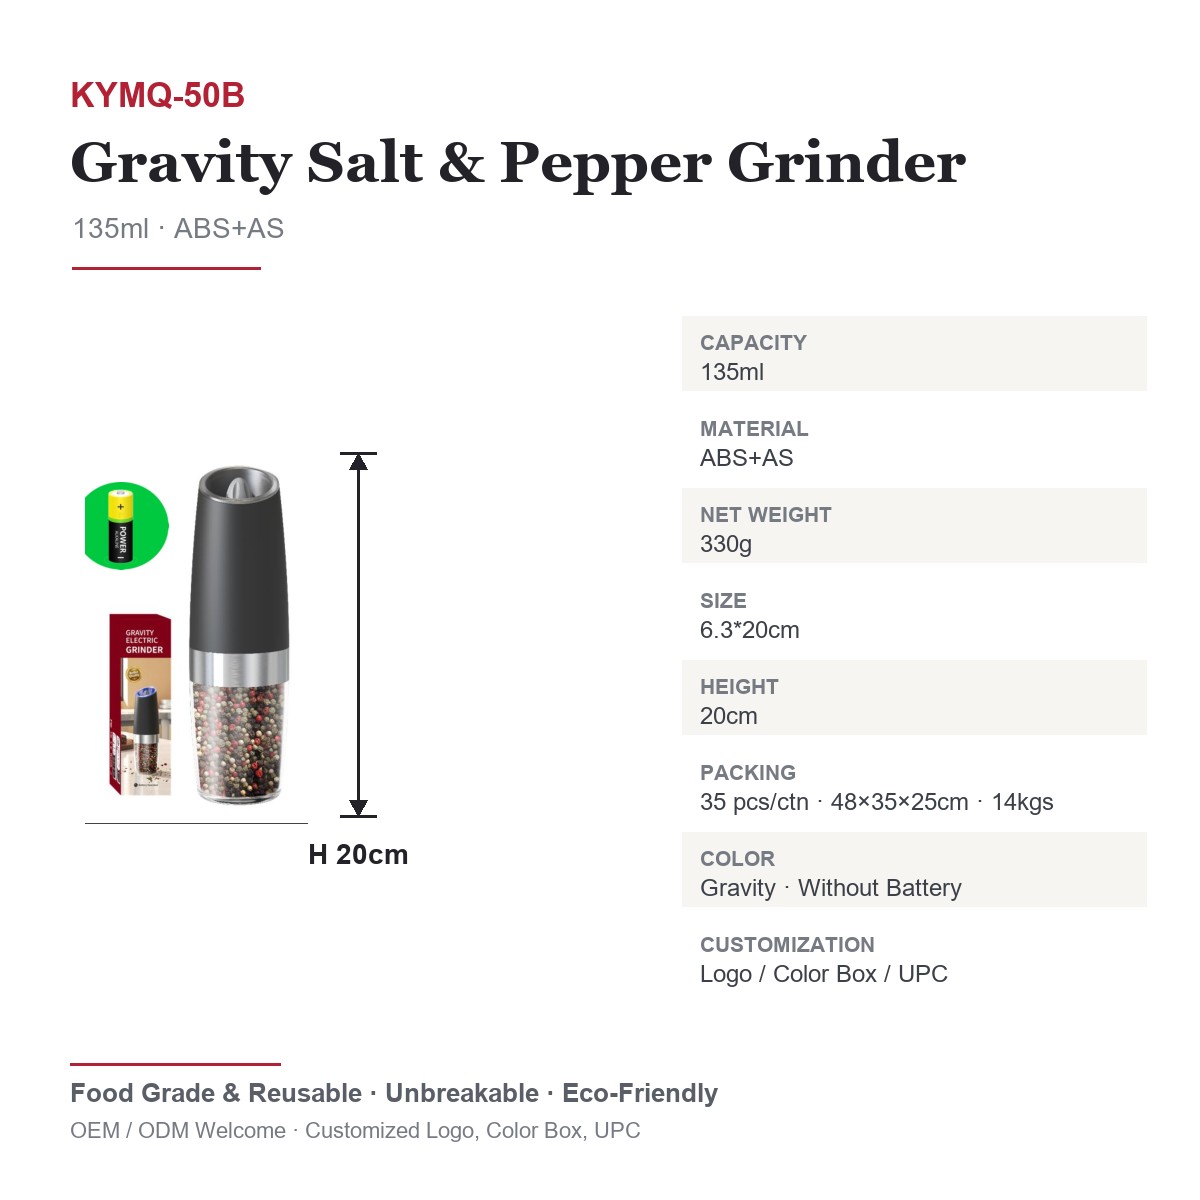 KYMQ-50B
Gravity Salt & Pepper Grinder
135ml · ABS+AS
CAPACITY
135ml
MATERIAL
ABS+AS
NET WEIGHT
330g
SIZE
6.3*20cm
HEIGHT
20cm
PACKING
35 pcs/ctn · 48×35×25cm · 14kgs
COLOR
Gravity · Without Battery
CUSTOMIZATION
Logo / Color Box / UPC
+
POWER
GRAVITY
ELECTRIC
GRINDER
H 20cm
Food Grade & Reusable · Unbreakable · Eco-Friendly
OEM / ODM Welcome · Customized Logo, Color Box, UPC